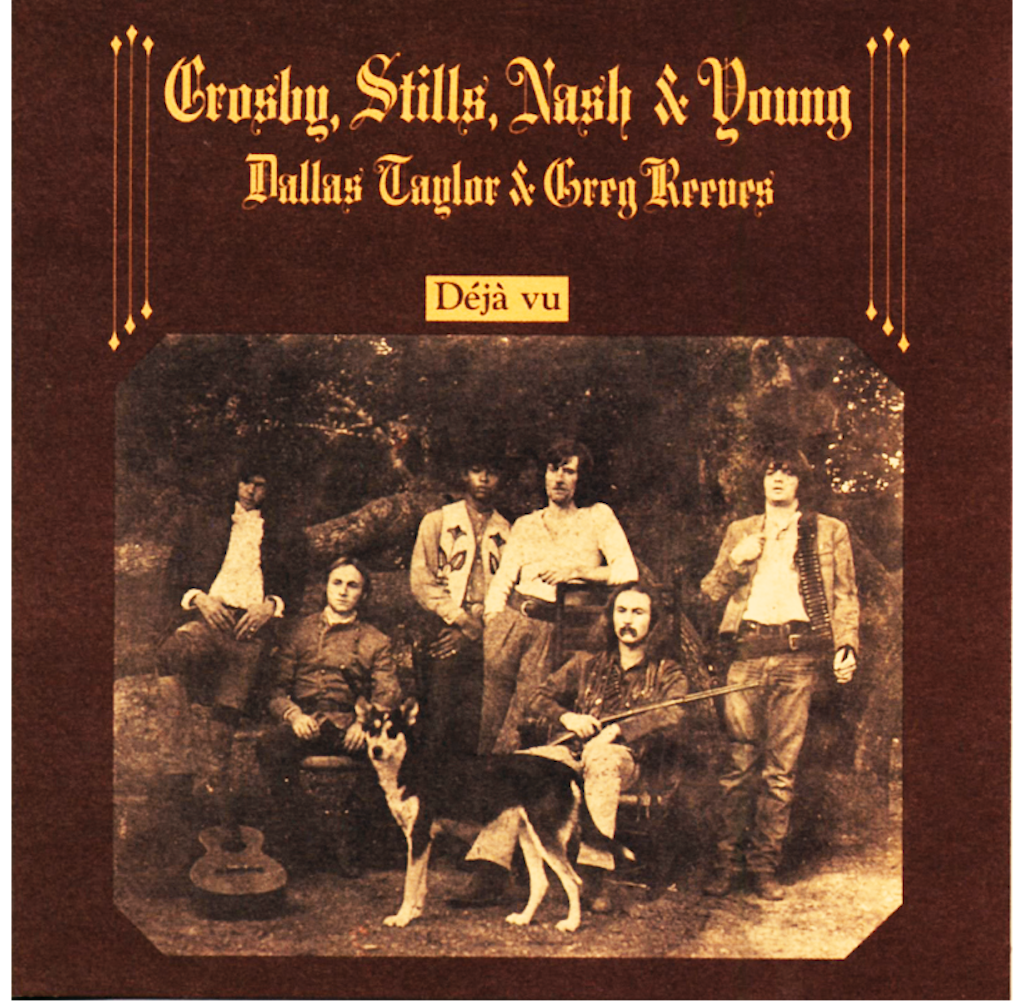 Crosby, Stills, Nash & Young
Dallas Taylor & Greg Reeves
Déjà vu